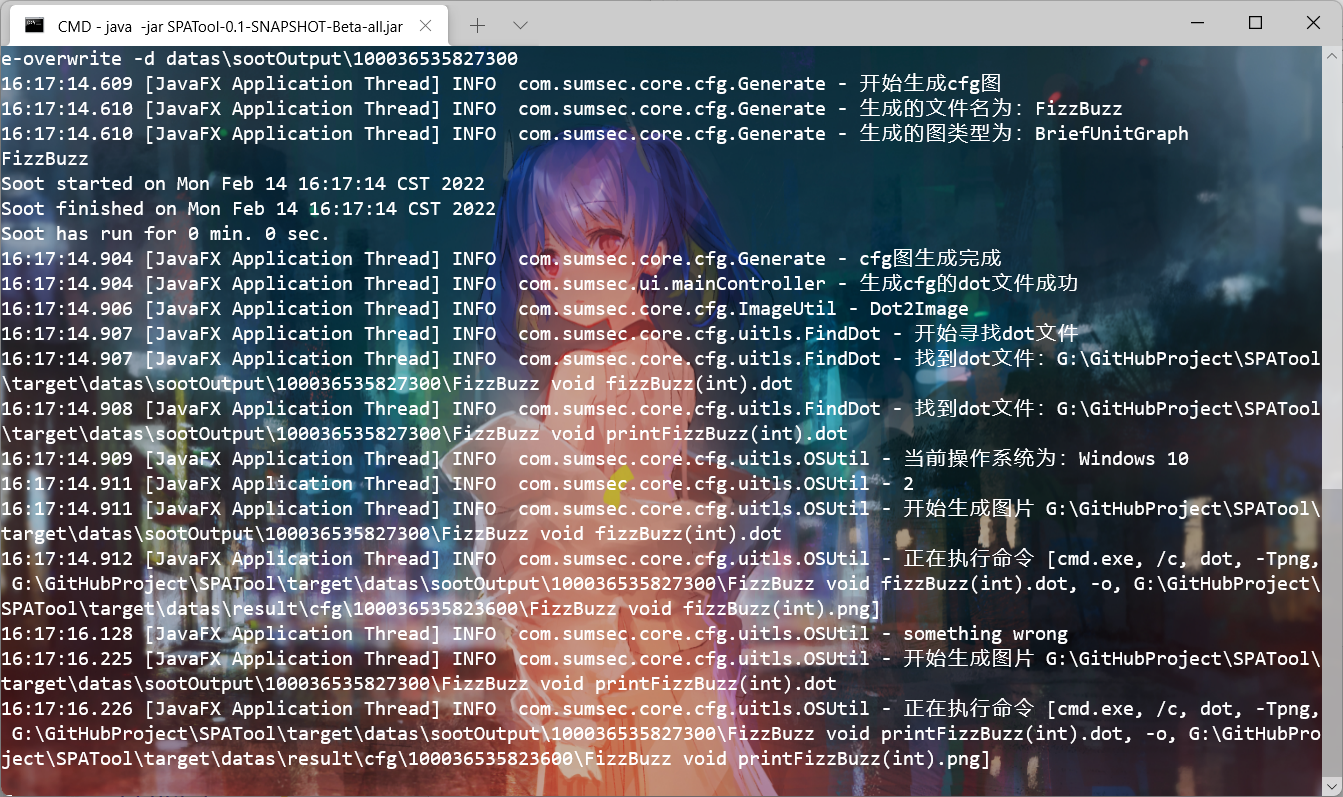 CMD - java  -jar SPATool-0.1-SNAPSHOT-Beta-all.jar
e-overwrite -d datas\sootOutput\100036535827300
16:17:14.609 [JavaFX Application Thread] INFO  com.sumsec.core.cfg.Generate - 开始生成cfg图
16:17:14.610 [JavaFX Application Thread] INFO  com.sumsec.core.cfg.Generate - 生成的文件名为：FizzBuzz
16:17:14.610 [JavaFX Application Thread] INFO  com.sumsec.core.cfg.Generate - 生成的图类型为：BriefUnitGraph
FizzBuzz
Soot started on Mon Feb 14 16:17:14 CST 2022
Soot finished on Mon Feb 14 16:17:14 CST 2022
Soot has run for 0 min. 0 sec.
16:17:14.904 [JavaFX Application Thread] INFO  com.sumsec.core.cfg.Generate - cfg图生成完成
16:17:14.904 [JavaFX Application Thread] INFO  com.sumsec.ui.mainController - 生成cfg的dot文件成功
16:17:14.906 [JavaFX Application Thread] INFO  com.sumsec.core.cfg.ImageUtil - Dot2Image
16:17:14.907 [JavaFX Application Thread] INFO  com.sumsec.core.cfg.uitls.FindDot - 开始寻找dot文件
16:17:14.907 [JavaFX Application Thread] INFO  com.sumsec.core.cfg.uitls.FindDot - 找到dot文件：G:\GitHubProject\SPATool
\target\datas\sootOutput\100036535827300\FizzBuzz void fizzBuzz(int).dot
16:17:14.908 [JavaFX Application Thread] INFO  com.sumsec.core.cfg.uitls.FindDot - 找到dot文件：G:\GitHubProject\SPATool
\target\datas\sootOutput\100036535827300\FizzBuzz void printFizzBuzz(int).dot
16:17:14.909 [JavaFX Application Thread] INFO  com.sumsec.core.cfg.uitls.OSUtil - 当前操作系统为：Windows 10
16:17:14.911 [JavaFX Application Thread] INFO  com.sumsec.core.cfg.uitls.OSUtil - 2
16:17:14.911 [JavaFX Application Thread] INFO  com.sumsec.core.cfg.uitls.OSUtil - 开始生成图片 G:\GitHubProject\SPATool\
target\datas\sootOutput\100036535827300\FizzBuzz void fizzBuzz(int).dot
16:17:14.912 [JavaFX Application Thread] INFO  com.sumsec.core.cfg.uitls.OSUtil - 正在执行命令 [cmd.exe, /c, dot, -Tpng,
 G:\GitHubProject\SPATool\target\datas\sootOutput\100036535827300\FizzBuzz void fizzBuzz(int).dot, -o, G:\GitHubProject\
SPATool\target\datas\result\cfg\100036535823600\FizzBuzz void fizzBuzz(int).png]
16:17:16.128 [JavaFX Application Thread] INFO  com.sumsec.core.cfg.uitls.OSUtil - something wrong
16:17:16.225 [JavaFX Application Thread] INFO  com.sumsec.core.cfg.uitls.OSUtil - 开始生成图片 G:\GitHubProject\SPATool\
target\datas\sootOutput\100036535827300\FizzBuzz void printFizzBuzz(int).dot
16:17:16.226 [JavaFX Application Thread] INFO  com.sumsec.core.cfg.uitls.OSUtil - 正在执行命令 [cmd.exe, /c, dot, -Tpng,
 G:\GitHubProject\SPATool\target\datas\sootOutput\100036535827300\FizzBuzz void printFizzBuzz(int).dot, -o, G:\GitHubPro
ject\SPATool\target\datas\result\cfg\100036535823600\FizzBuzz void printFizzBuzz(int).png]